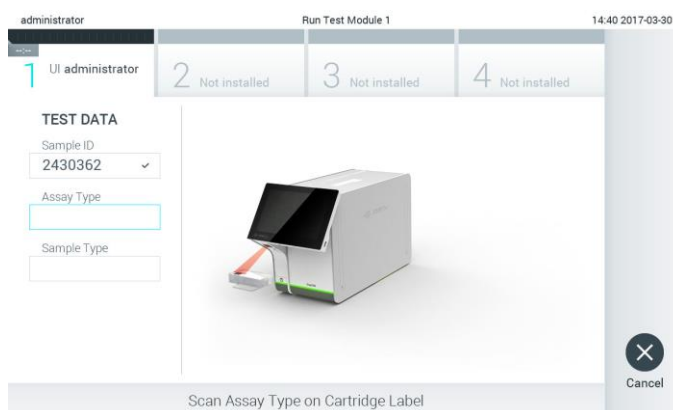 administrator Run Test Module 1 14:40 2017-03-30
--:--
1 UI administrator 2 Not installed 3 Not installed 4 Not installed
TEST DATA
Sample ID
2430362
Assay Type
Sample Type
Cancel
Scan Assay Type on Cartridge Label